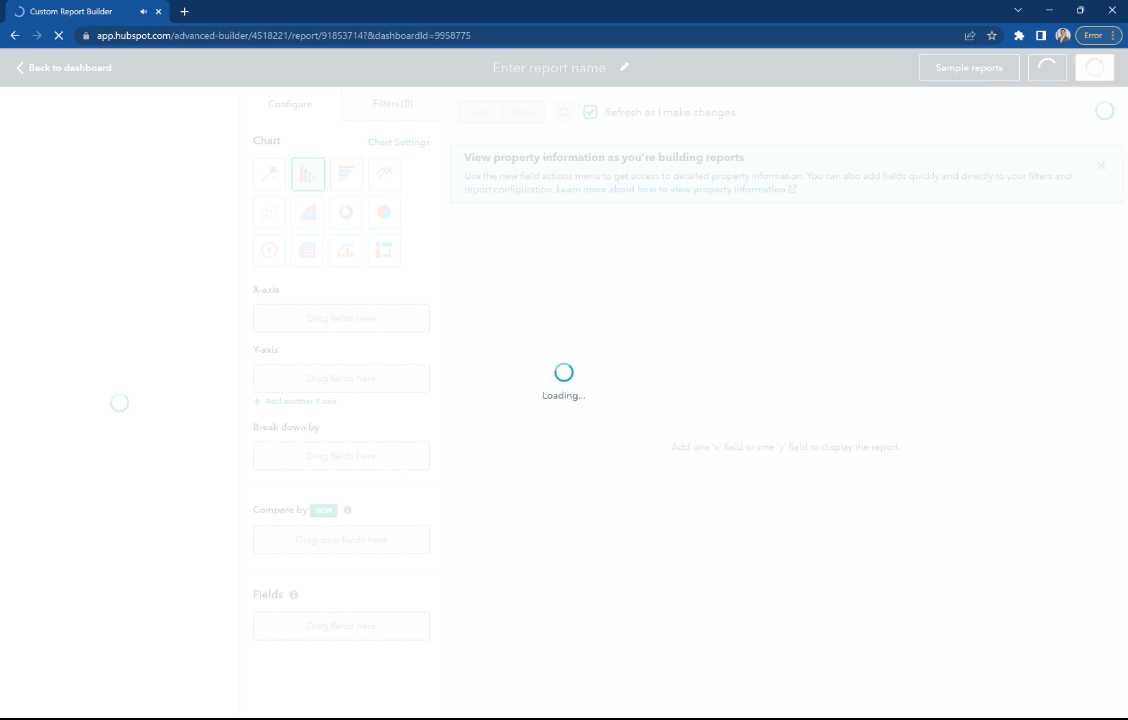 Custom Report Builder
app.hubspot.com/advanced-builder/4518221/report/91853714?&dashboardId=9958775
Error
Back to dashboard
Enter report name
Sample reports
Configure
Filters (0)
Refresh as I make changes
Chart
Chart Settings
View property information as you're building reports
Use the new field actions menu to get access to detailed property information. You can also add fields quickly and directly to your filters and
report configuration. Learn more about how to view property information
X-axis
Drag fields here
Y-axis
Drag fields here
+ Add another Y-axis
Loading...
Break down by
Drag fields here
Add one 'x' field or one 'y' field to display the report.
Compare by NEW
Drag date fields here
Fields
Drag fields here